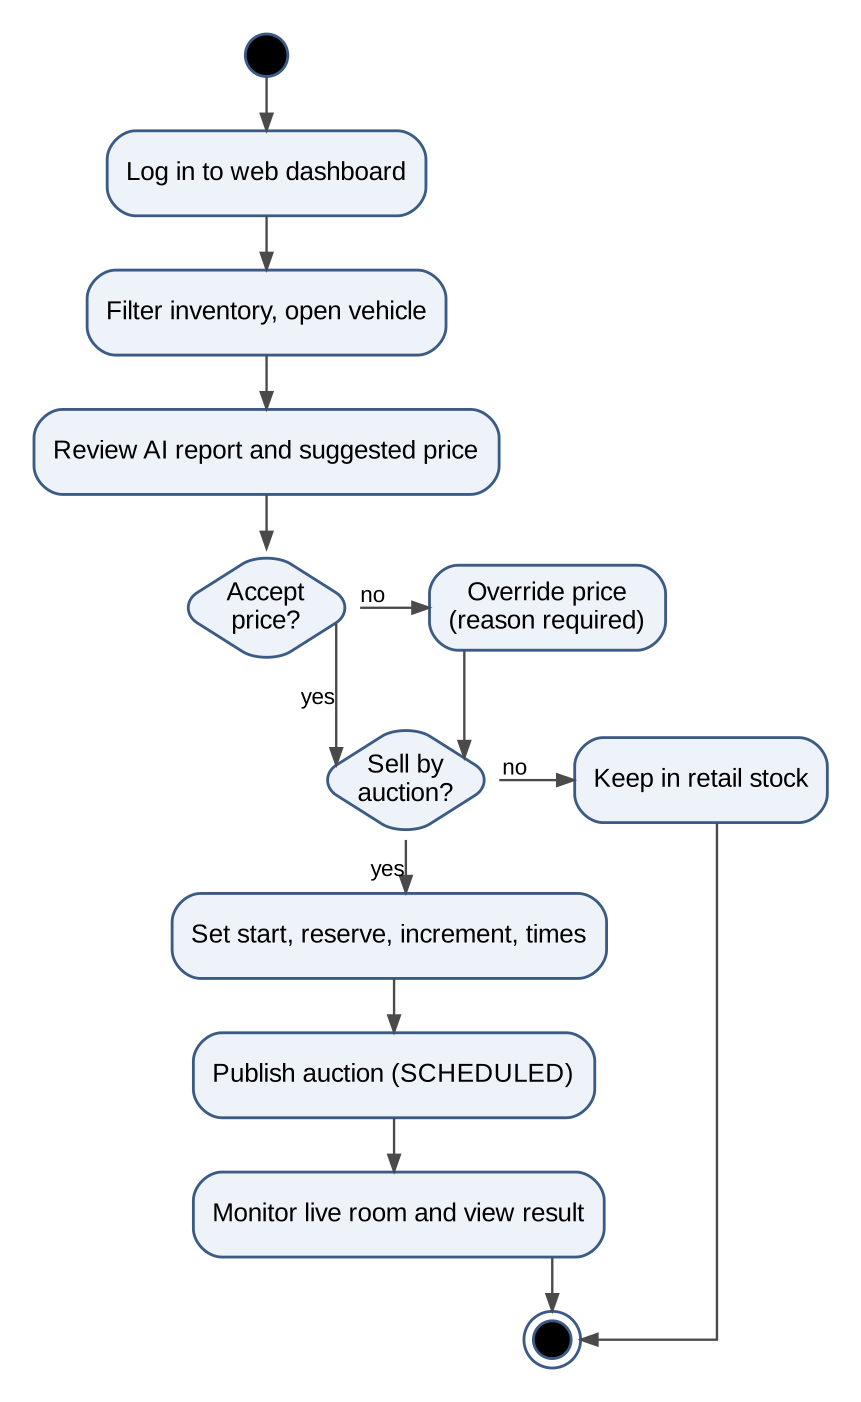 Log in to web dashboard
Filter inventory, open vehicle
Review AI report and suggested price
Accept
price?
no
Override price
(reason required)
yes
Sell by
auction?
no
Keep in retail stock
yes
Set start, reserve, increment, times
Publish auction (SCHEDULED)
Monitor live room and view result